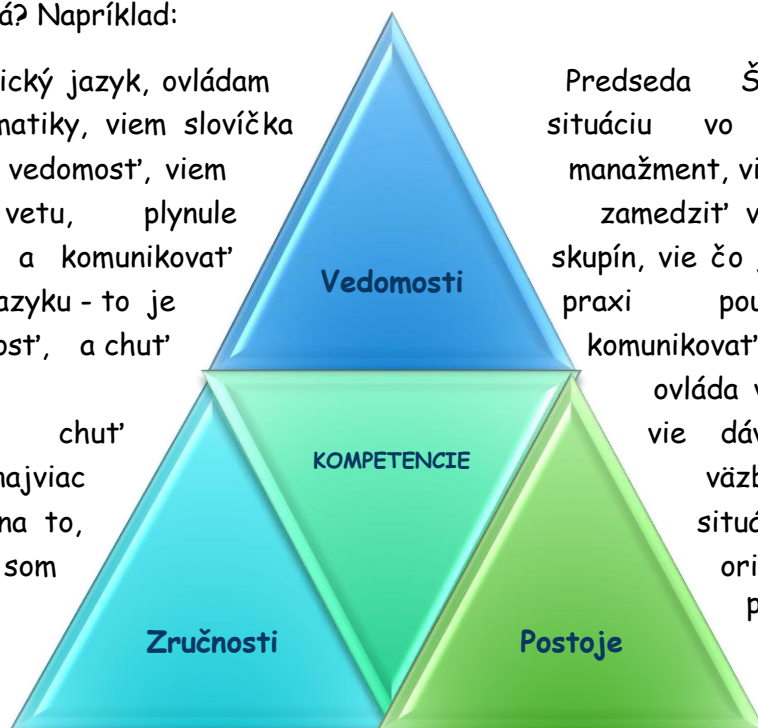 á? Napríklad:
ický jazyk, ovládam
matiky, viem slovíčka
vedomosť, viem
vetu, plynule
a komunikovať
azyku - to je
osť, a chuť
chuť
najviac
na to,
som
Vedomosti
KOMPETENCIE
Zručnosti
Postoje
Predseda Š
situáciu vo
manažment, vi
zamedziť v
skupín, vie čo
praxi pou
komunikovať
ovláda v
vie dáv
väzb
situá
ori
p